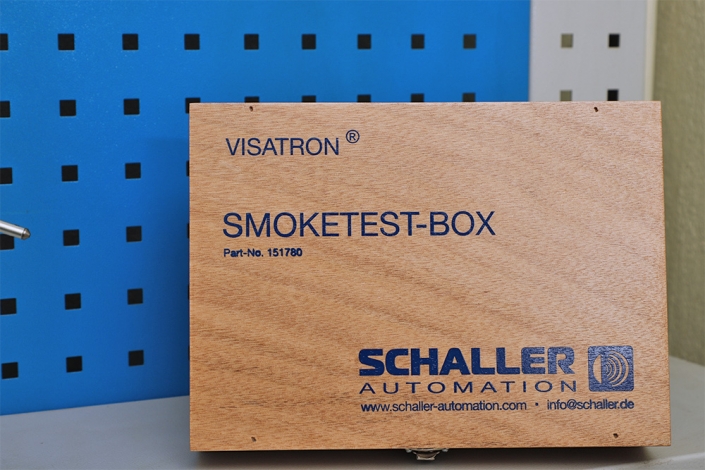 VISATRON ®
SMOKETEST-BOX
Part-No. 151780
SCHALLER
AUTOMATION
www.schaller-automation.com • info@schaller.de